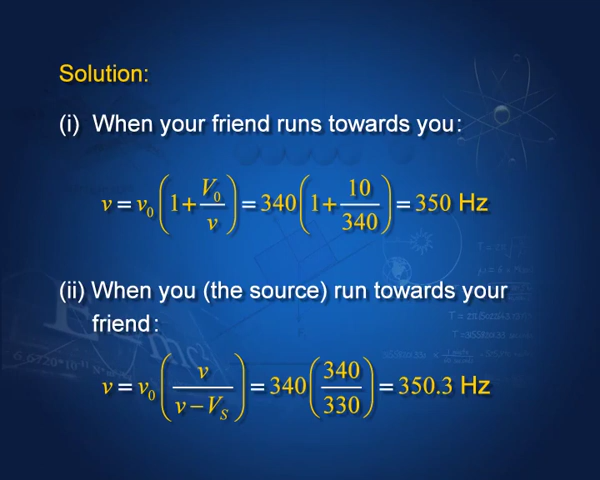 Solution:
(i) When your friend runs towards you:
v = v₀ (1 + V₀/v) = 340 (1 + 10/340) = 350 Hz
(ii) When you (the source) run towards your
friend:
v = v₀ (v/(v − V_S)) = 340 (340/330) = 350.3 Hz